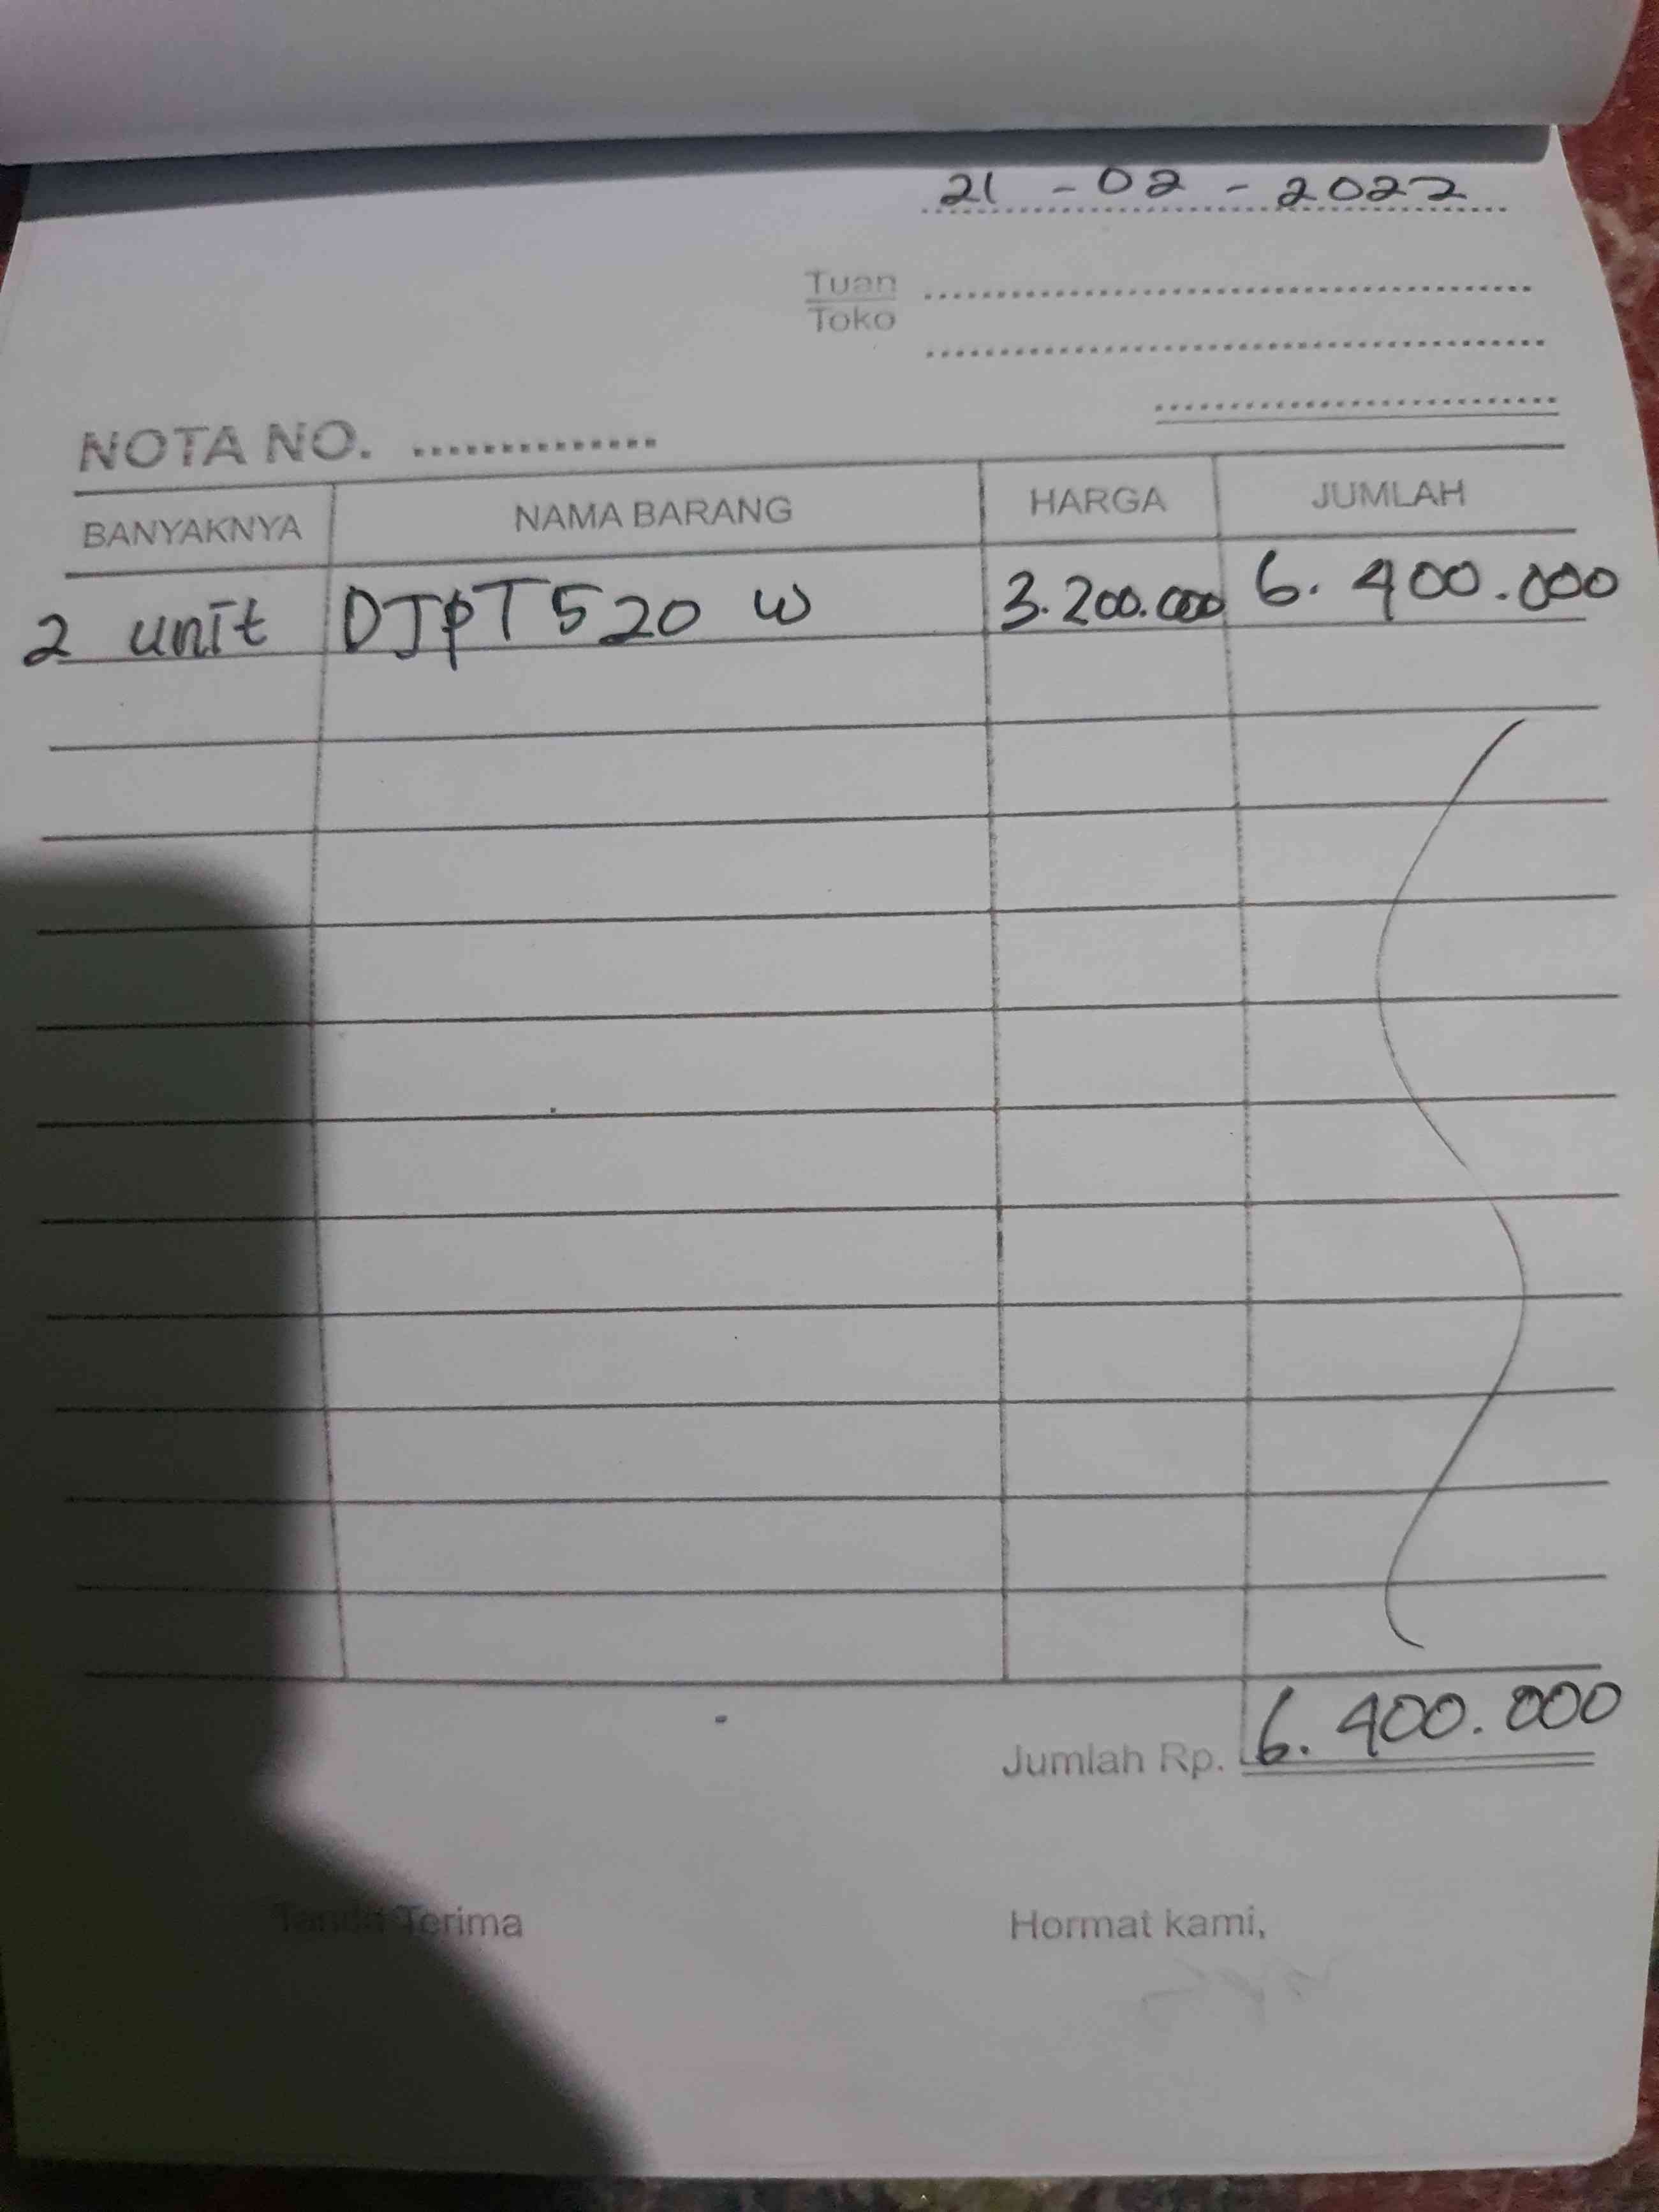 21 - 02 - 2022
Tuan
Toko
NOTA NO.
BANYAKNYA NAMA BARANG HARGA JUMLAH
2 unit DJPT520 W 3.200.000 6.400.000
Jumlah Rp. 6.400.000
Tanda Terima Hormat kami,